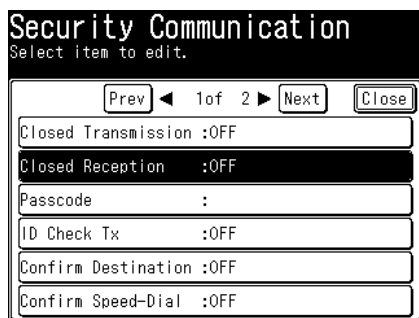 Security Communication
Select item to edit.
Prev ◀ 1of 2 ▶ Next Close
Closed Transmission :OFF
Closed Reception :OFF
Passcode :
ID Check Tx :OFF
Confirm Destination :OFF
Confirm Speed-Dial :OFF